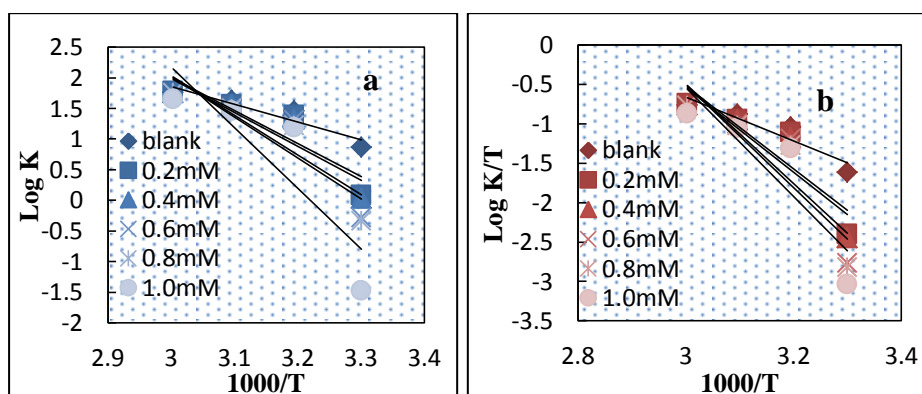 a
Log K
2.5
2
1.5
1
0.5
0
-0.5
-1
-1.5
-2
blank
0.2mM
0.4mM
0.6mM
0.8mM
1.0mM
2.9
3
3.1
3.2
3.3
3.4
1000/T
b
Log K/T
0
-0.5
-1
-1.5
-2
-2.5
-3
-3.5
blank
0.2mM
0.4mM
0.6mM
0.8mM
1.0mM
2.8
3
3.2
3.4
1000/T